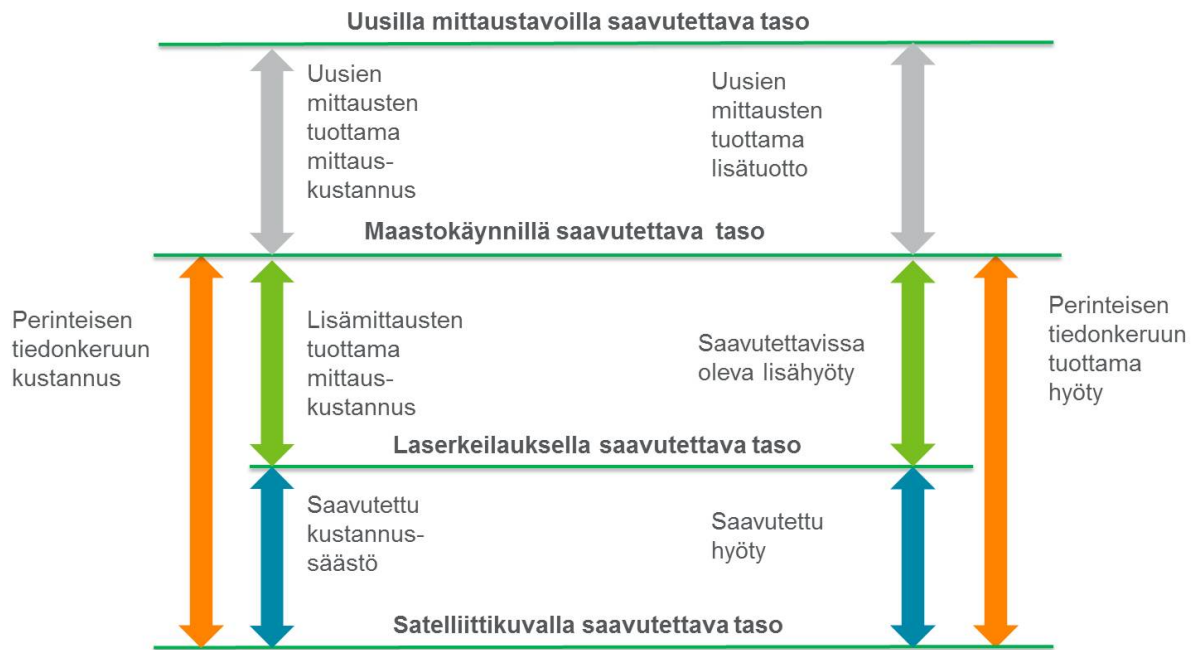 Uusilla mittaustavoilla saavutettava taso
Uusien
mittausten
tuottama
mittaus-
kustannus
Uusien
mittausten
tuottama
lisätuotto
Maastokäynnillä saavutettava taso
Perinteisen
tiedonkeruun
kustannus
Lisämittausten
tuottama
mittaus-
kustannus
Saavutettavissa
oleva lisähyöty
Perinteisen
tiedonkeruun
tuottama
hyöty
Laserkeilauksella saavutettava taso
Saavutettu
kustannus-
säästö
Saavutettu
hyöty
Satelliittikuvalla saavutettava taso